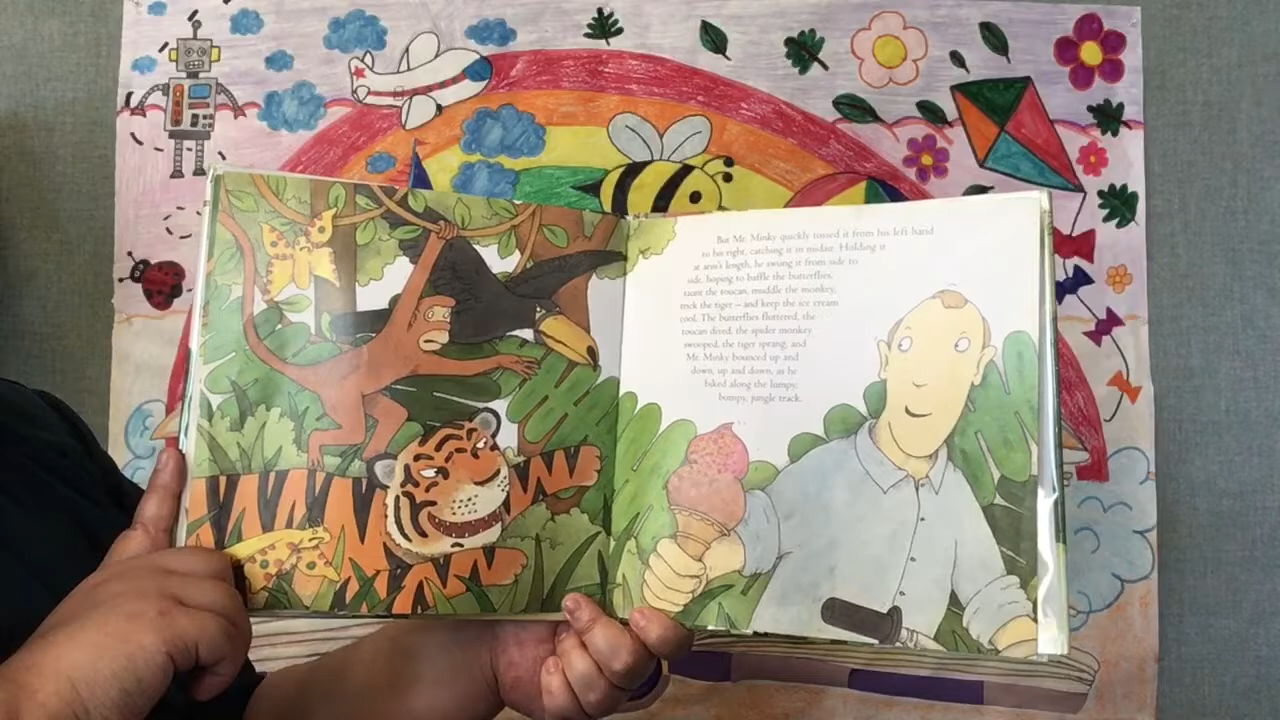 But Mr. Minky quickly tossed it from his left hand
to his right, catching it in midair. Holding it
at arm's length, he swung it from side to
side, hoping to baffle the butterflies,
taunt the toucan, muddle the monkey,
trick the tiger – and keep the ice cream
cool. The butterflies fluttered, the
toucan dived, the spider monkey
swooped, the tiger sprang, and
Mr. Minky bounced up and
down, up and down, as he
biked along the lumpy,
bumpy, jungle track.